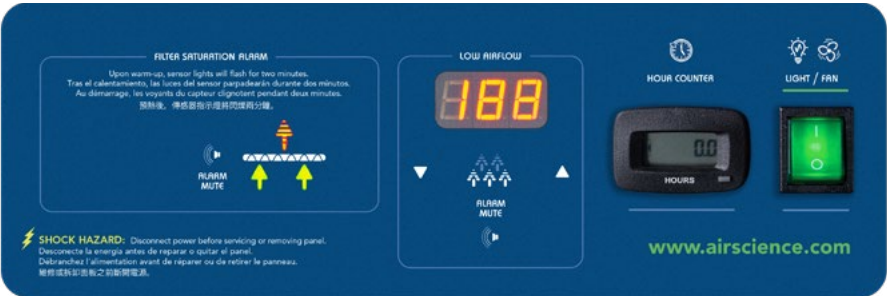 FILTER SATURATION ALARM
Upon warm-up, sensor lights will flash for two minutes.
Tras el calentamiento, las luces del sensor parpadearán durante dos minutos.
Au démarrage, les voyants du capteur clignotent pendant deux minutes.
預熱後，傳感器指示燈將閃爍兩分鐘。
ALARM
MUTE
SHOCK HAZARD: Disconnect power before servicing or removing panel.
Desconecte la energía antes de reparar o quitar el panel.
Débranchez l'alimentation avant de réparer ou de retirer le panneau.
維修或拆卸面板之前斷開電源。
LOW AIRFLOW
188
ALARM
MUTE
HOUR COUNTER
0.0
HOURS
LIGHT / FAN
I
O
www.airscience.com